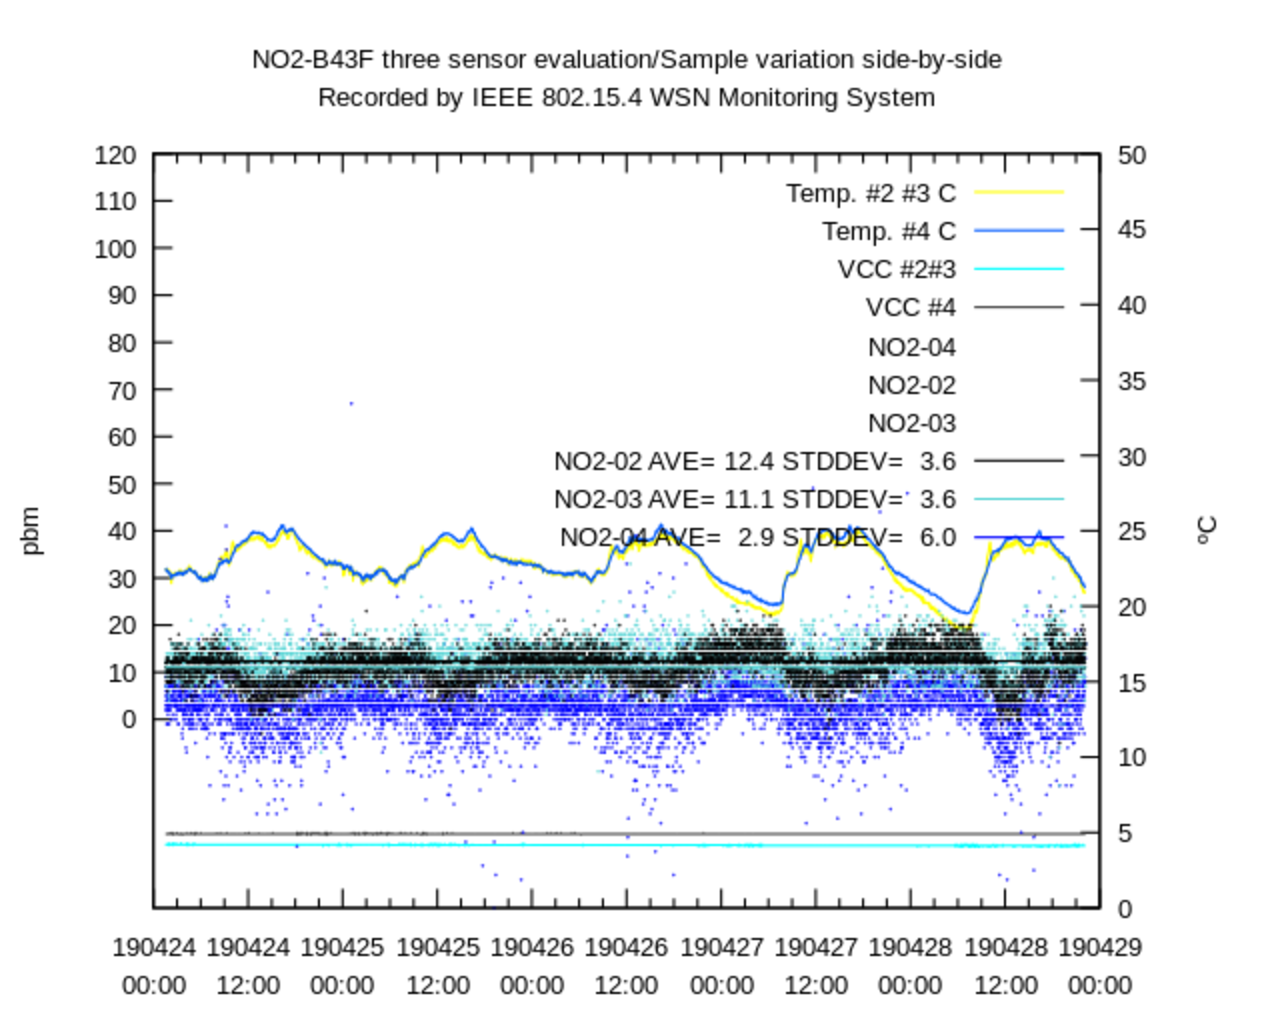 NO2-B43F three sensor evaluation/Sample variation side-by-side
Recorded by IEEE 802.15.4 WSN Monitoring System
120 50
110
100 45
90 40
80
70 35
60 30
50
40 25
30
20 20
10 15
0
10
5
0
Temp. #2 #3 C
Temp. #4 C
VCC #2#3
VCC #4
NO2-04
NO2-02
NO2-03
NO2-02 AVE= 12.4 STDDEV= 3.6
NO2-03 AVE= 11.1 STDDEV= 3.6
NO2-04 AVE= 2.9 STDDEV= 6.0
pbm
ºC
190424 190424 190425 190425 190426 190426 190427 190427 190428 190428 190429
00:00 12:00 00:00 12:00 00:00 12:00 00:00 12:00 00:00 12:00 00:00